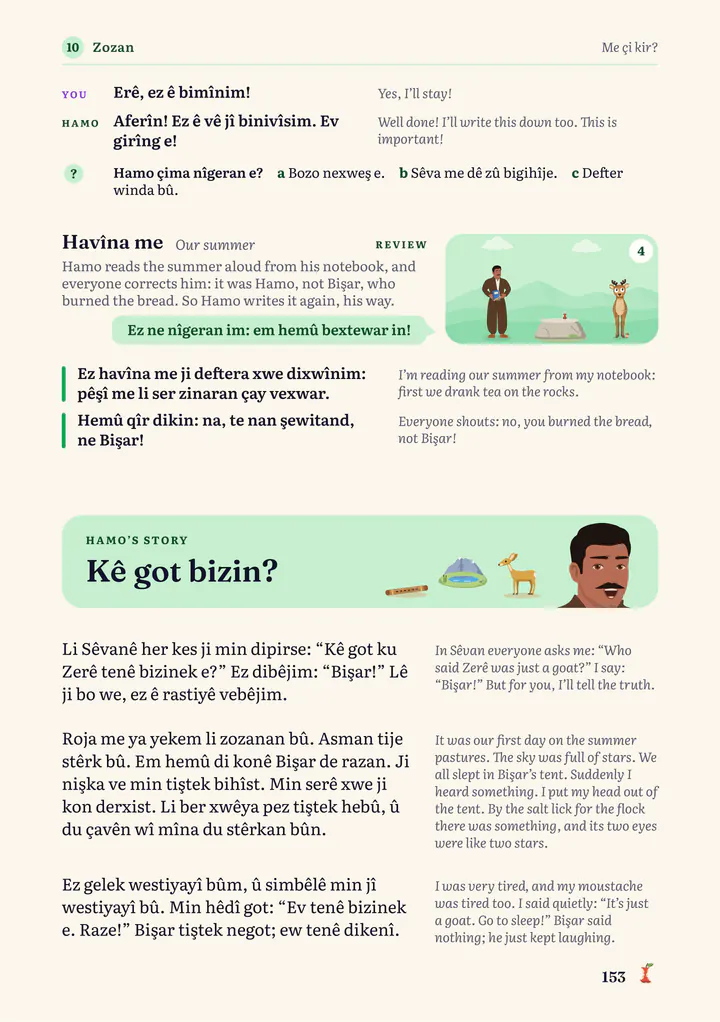 10 Zozan
Me çi kir?
YOU Erê, ez ê bimînim!
Yes, I’ll stay!
HAMO Aferîn! Ez ê vê jî binivîsim. Ev
girîng e!
Well done! I’ll write this down too. This is
important!
? Hamo çima nîgeran e? a Bozo nexweş e. b Sêva me dê zû bigihîje. c Defter
winda bû.
Havîna me Our summer
REVIEW
Hamo reads the summer aloud from his notebook, and
everyone corrects him: it was Hamo, not Bişar, who
burned the bread. So Hamo writes it again, his way.
4
Ez ne nîgeran im: em hemû bextewar in!
Ez havîna me ji deftera xwe dixwînim:
pêşî me li ser zinaran çay vexwar.
I’m reading our summer from my notebook:
first we drank tea on the rocks.
Hemû qîr dikin: na, te nan şewitand,
ne Bişar!
Everyone shouts: no, you burned the bread,
not Bişar!
HAMO’S STORY
Kê got bizin?
Li Sêvanê her kes ji min dipirse: “Kê got ku
Zerê tenê bizinek e?” Ez dibêjim: “Bişar!” Lê
ji bo we, ez ê rastiyê vebêjim.
In Sêvan everyone asks me: “Who
said Zerê was just a goat?” I say:
“Bişar!” But for you, I’ll tell the truth.
Roja me ya yekem li zozanan bû. Asman tije
stêrk bû. Em hemû di konê Bişar de razan. Ji
nişka ve min tiştek bihîst. Min serê xwe ji
kon derxist. Li ber xwêya pez tiştek hebû, û
du çavên wî mîna du stêrkan bûn.
It was our first day on the summer
pastures. The sky was full of stars. We
all slept in Bişar’s tent. Suddenly I
heard something. I put my head out of
the tent. By the salt lick for the flock
there was something, and its two eyes
were like two stars.
Ez gelek westiyayî bûm, û simbêlê min jî
westiyayî bû. Min hêdî got: “Ev tenê bizinek
e. Raze!” Bişar tiştek negot; ew tenê dikenî.
I was very tired, and my moustache
was tired too. I said quietly: “It’s just
a goat. Go to sleep!” Bişar said
nothing; he just kept laughing.
153